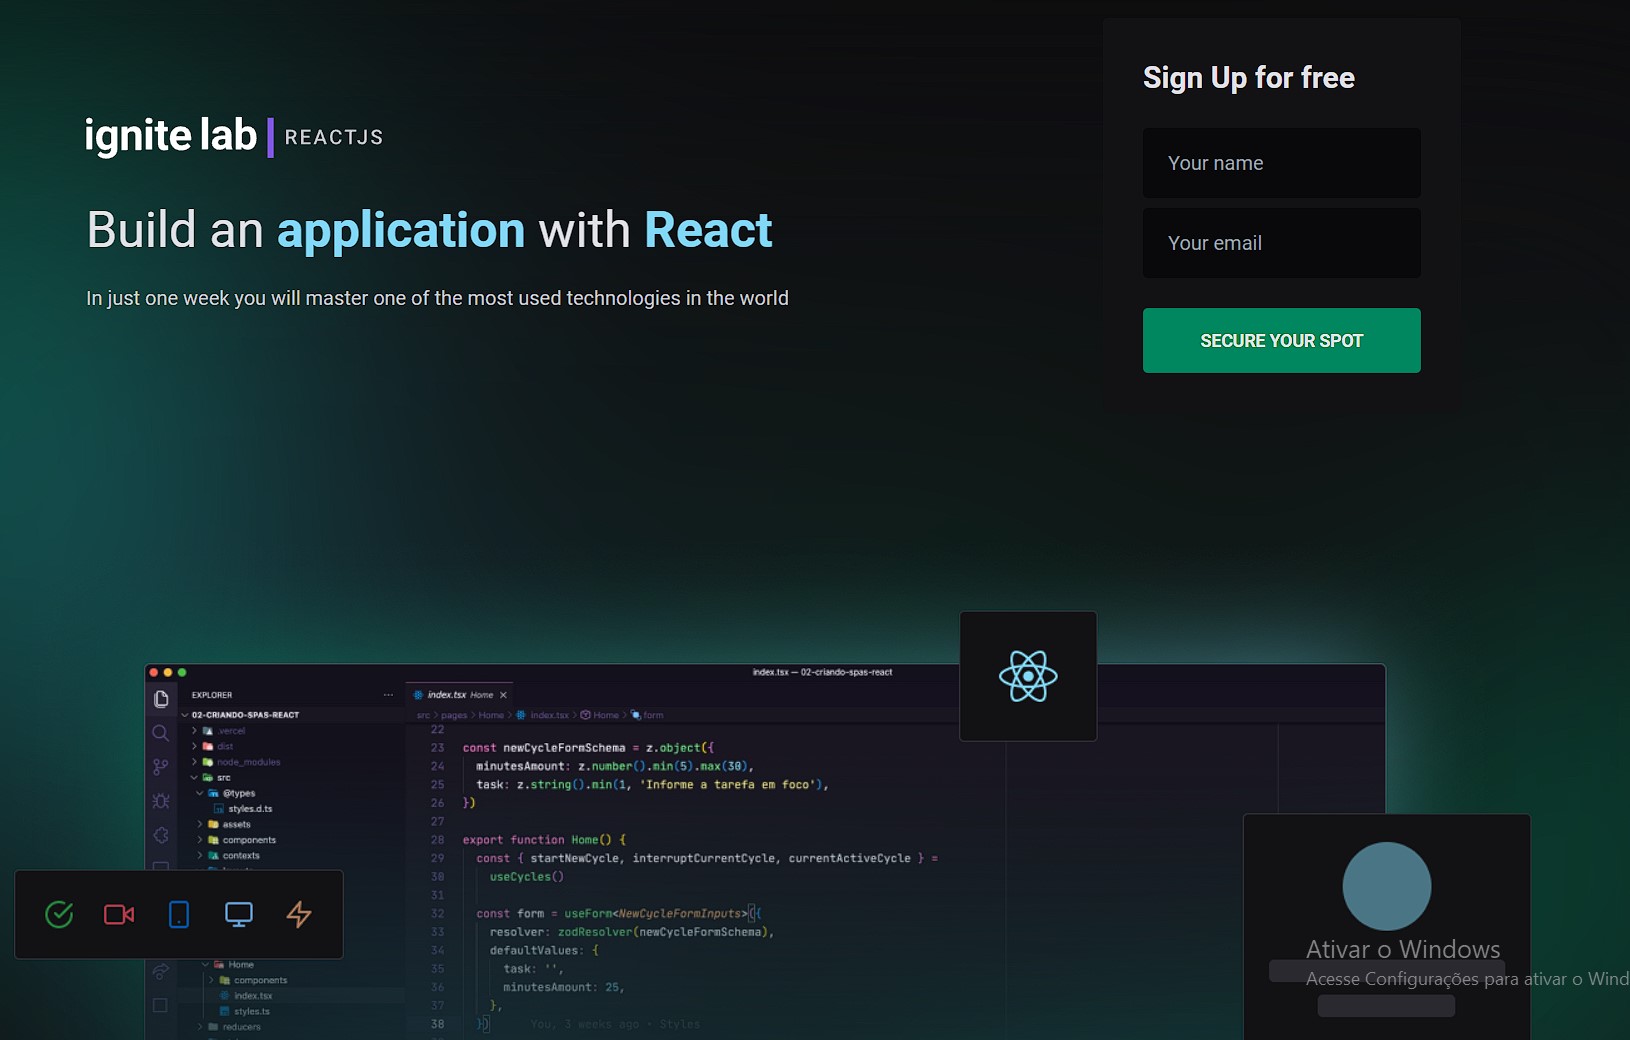 ignite lab | REACTJS
Build an application with React
In just one week you will master one of the most used technologies in the world
Sign Up for free
Your name
Your email
SECURE YOUR SPOT
index.tsx — 02-criando-spas-react
EXPLORER ...
02-CRIANDO-SPAS-REACT
.vercel
dist
node_modules
src
@types
styles.d.ts
assets
components
contexts
Home
components
index.tsx
styles.ts
reducers
index.tsx Home
src > pages > Home > index.tsx > Home > form
22
23 const newCycleFormSchema = z.object({
24 minutesAmount: z.number().min(5).max(30),
25 task: z.string().min(1, 'Informe a tarefa em foco'),
26 })
27
28 export function Home() {
29 const { startNewCycle, interruptCurrentCycle, currentActiveCycle } =
30 useCycles()
31
32 const form = useForm<NewCycleFormInputs>({
33 resolver: zodResolver(newCycleFormSchema),
34 defaultValues: {
35 task: '',
36 minutesAmount: 25,
37 },
38 }) You, 3 weeks ago • Styles
Ativar o Windows
Acesse Configurações para ativar o Wind